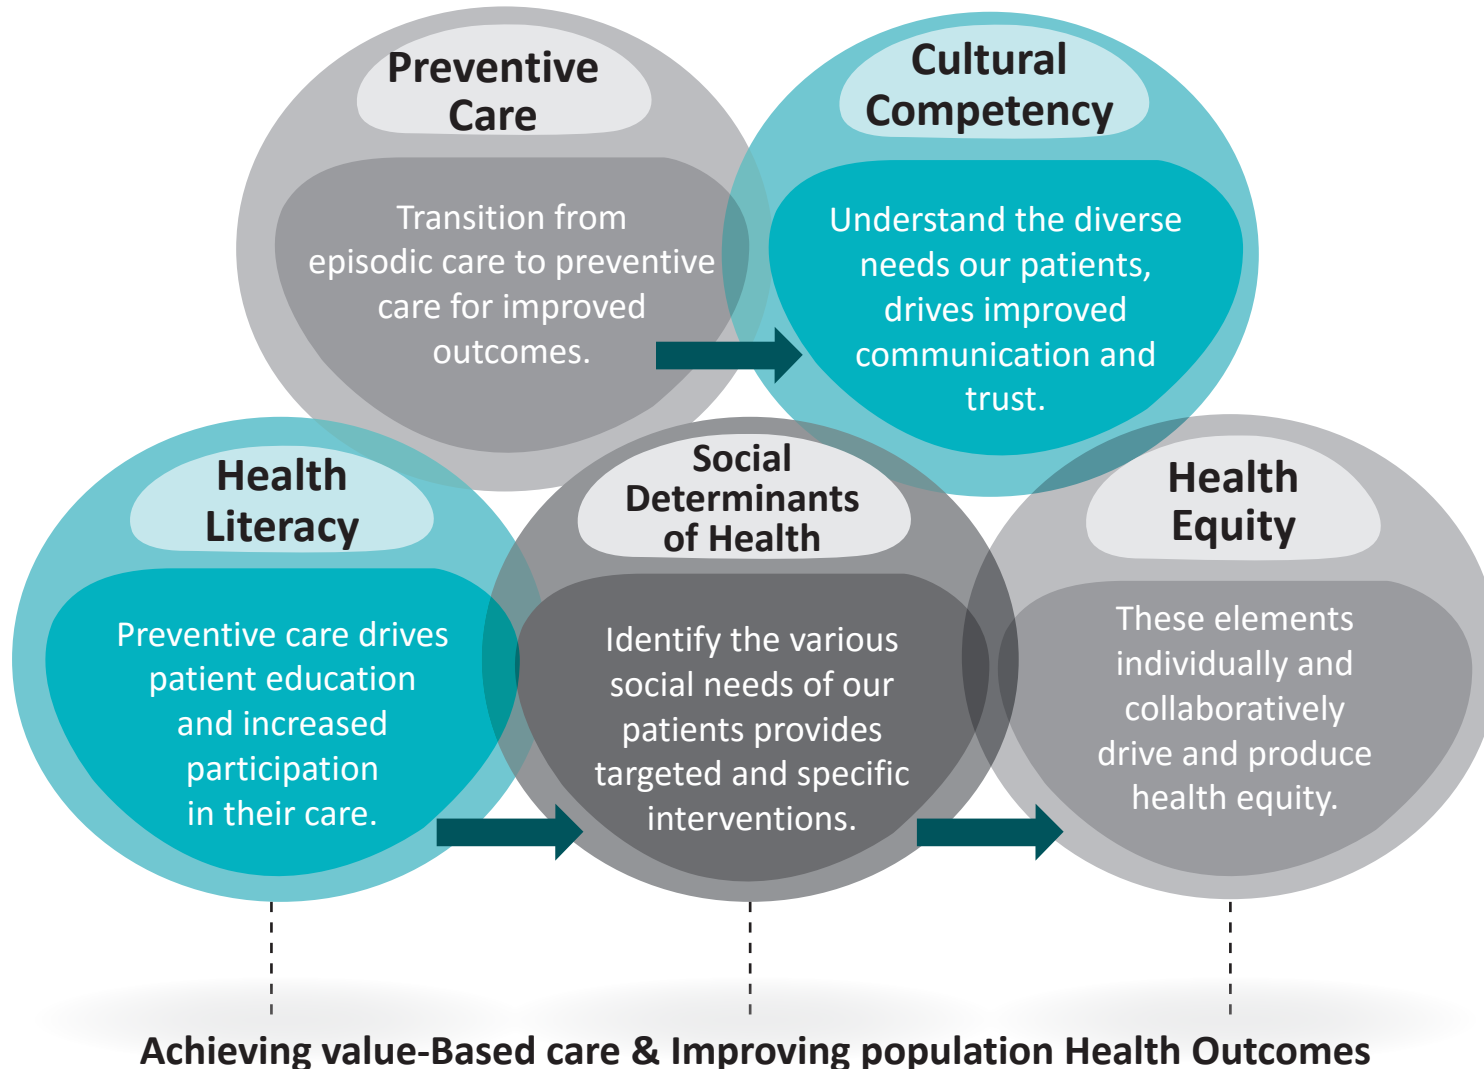 Preventive
Care
Transition from
episodic care to preventive
care for improved
outcomes.
Cultural
Competency
Understand the diverse
needs our patients,
drives improved
communication and
trust.
Health
Literacy
Preventive care drives
patient education
and increased
participation
in their care.
Social
Determinants
of Health
Identify the various
social needs of our
patients provides
targeted and specific
interventions.
Health
Equity
These elements
individually and
collaboratively
drive and produce
health equity.
Achieving value-Based care & Improving population Health Outcomes